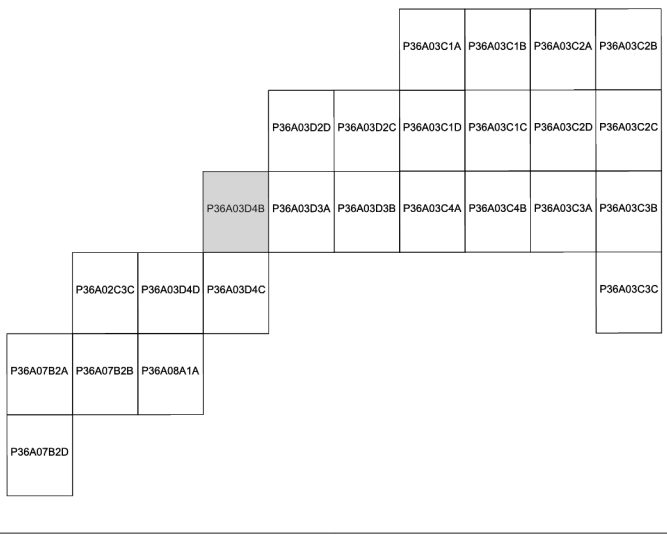 P36A03C1A P36A03C1B P36A03C2A P36A03C2B
P36A03D2D P36A03D2C P36A03C1D P36A03C1C P36A03C2D P36A03C2C
P36A03D4B P36A03D3A P36A03D3B P36A03C4A P36A03C4B P36A03C3A P36A03C3B
P36A02C3C P36A03D4D P36A03D4C P36A03C3C
P36A07B2A P36A07B2B P36A08A1A
P36A07B2D